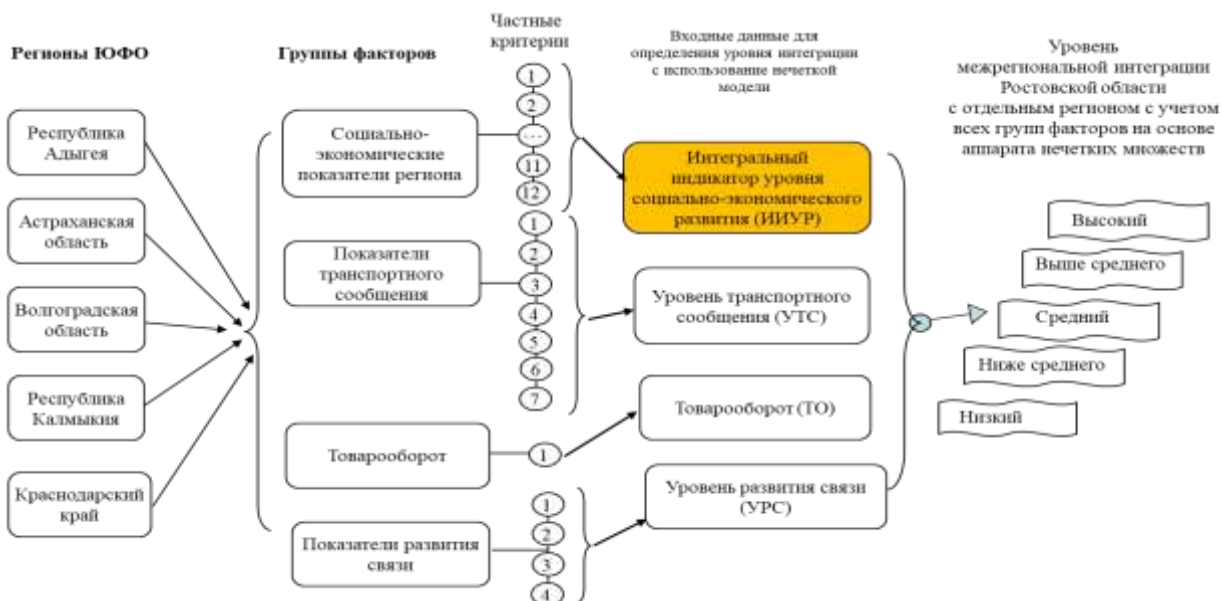 Регионы ЮФО
Республика
Адыгея
Астраханская
область
Волгоградская
область
Республика
Калмыкия
Краснодарский
край
Группы факторов
Социально-
экономические
показатели региона
Показатели
транспортного
сообщения
Товарооборот
Показатели развития
связи
Частные
критерии
1
2
...
11
12
1
2
3
4
5
6
7
1
1
2
3
4
Входные данные для
определения уровня интеграции
с использование нечеткой
модели
Интегральный
индикатор уровня
социально-экономического
развития (ИИУР)
Уровень транспортного
сообщения (УТС)
Товарооборот (ТО)
Уровень развития связи
(УРС)
Уровень
межрегиональной интеграции
Ростовской области
с отдельным регионом с учетом
всех групп факторов на основе
аппарата нечетких множеств
Высокий
Выше среднего
Средний
Ниже среднего
Низкий